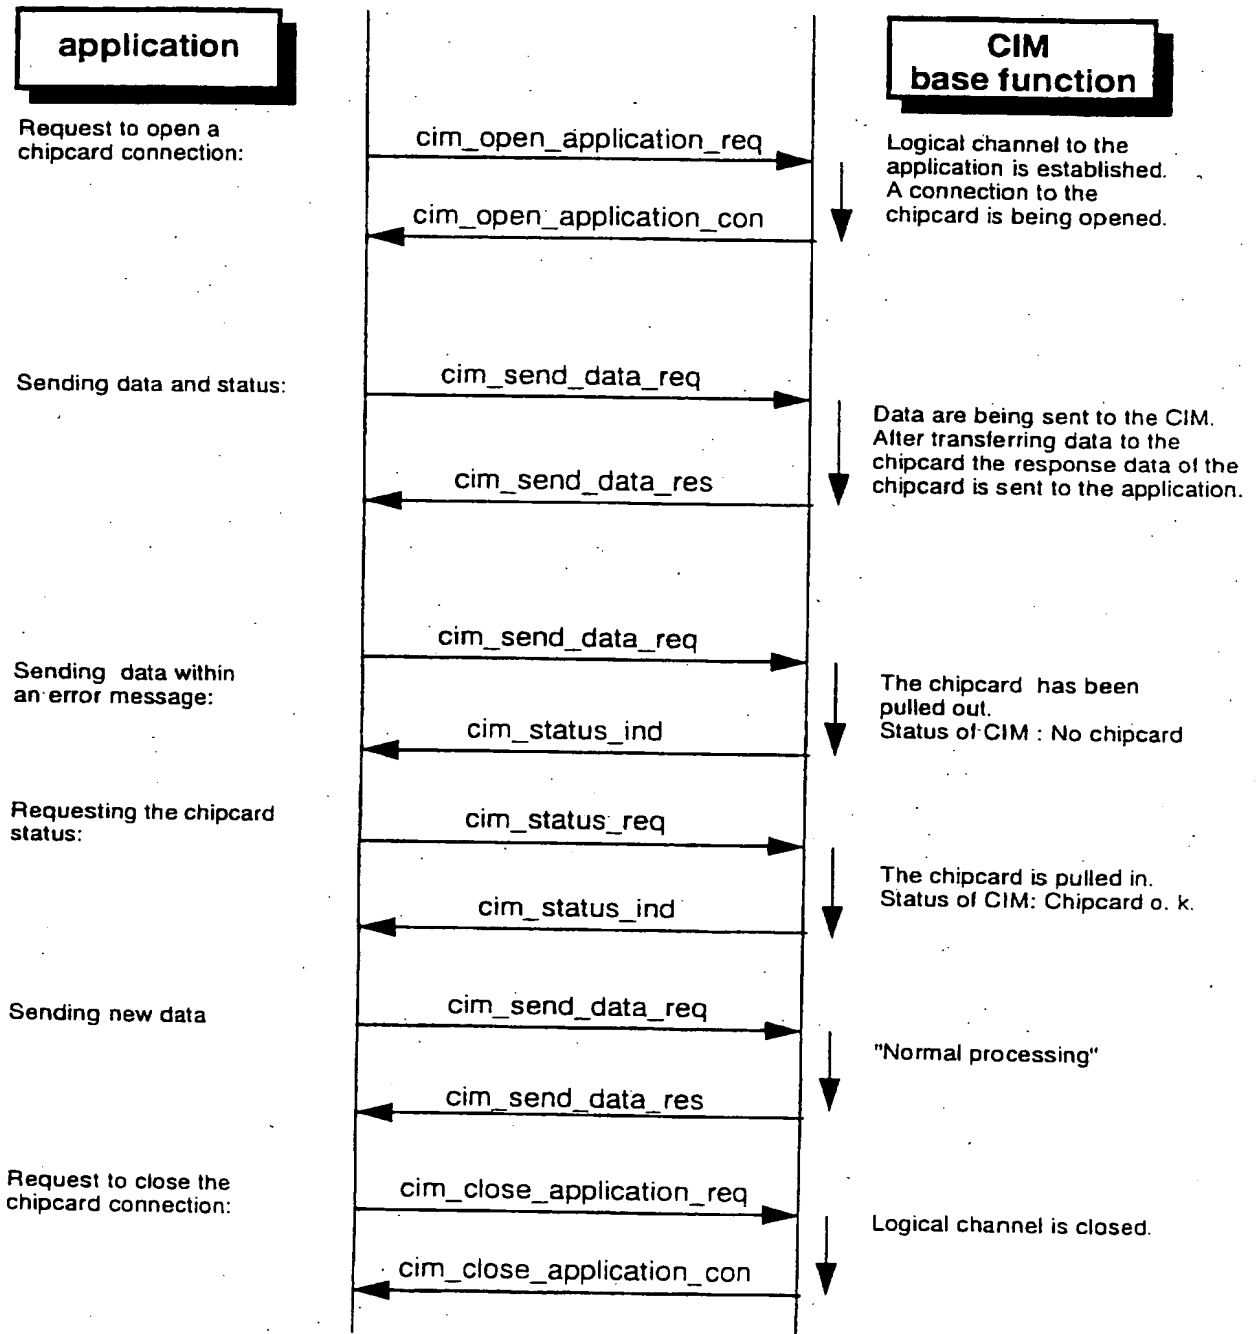 application
CIM
base function
Request to open a
chipcard connection:
cim_open_application_req
Logical channel to the
application is established.
A connection to the
chipcard is being opened.
cim_open_application_con
Sending data and status:
cim_send_data_req
Data are being sent to the CIM.
After transferring data to the
chipcard the response data of the
chipcard is sent to the application.
cim_send_data_res
cim_send_data_req
Sending data within
an error message:
The chipcard has been
pulled out.
Status of CIM : No chipcard
cim_status_ind
Requesting the chipcard
status:
cim_status_req
The chipcard is pulled in.
Status of CIM: Chipcard o. k.
cim_status_ind
Sending new data
cim_send_data_req
"Normal processing"
cim_send_data_res
Request to close the
chipcard connection:
cim_close_application_req
Logical channel is closed.
cim_close_application_con